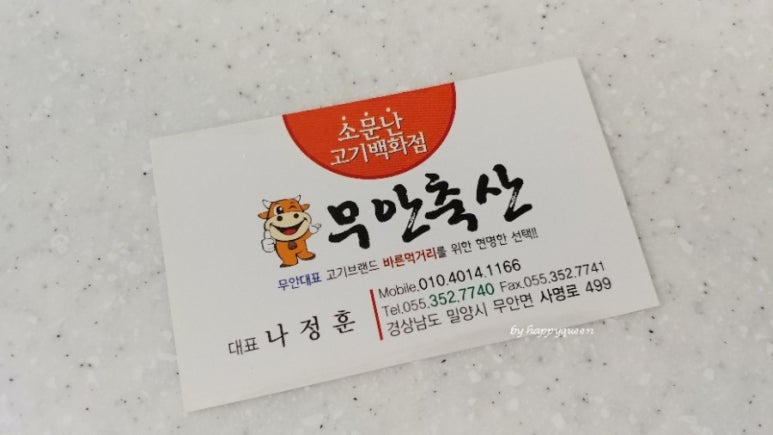 소문난
고기백화점
무안축산
무안대표 고기브랜드 바른먹거리를 위한 현명한 선택!!
대표 나정훈
Mobile.010.4014.1166
Tel.055.352.7740 Fax.055.352.7741
경상남도 밀양시 무안면 사명로 499
by happyqueen